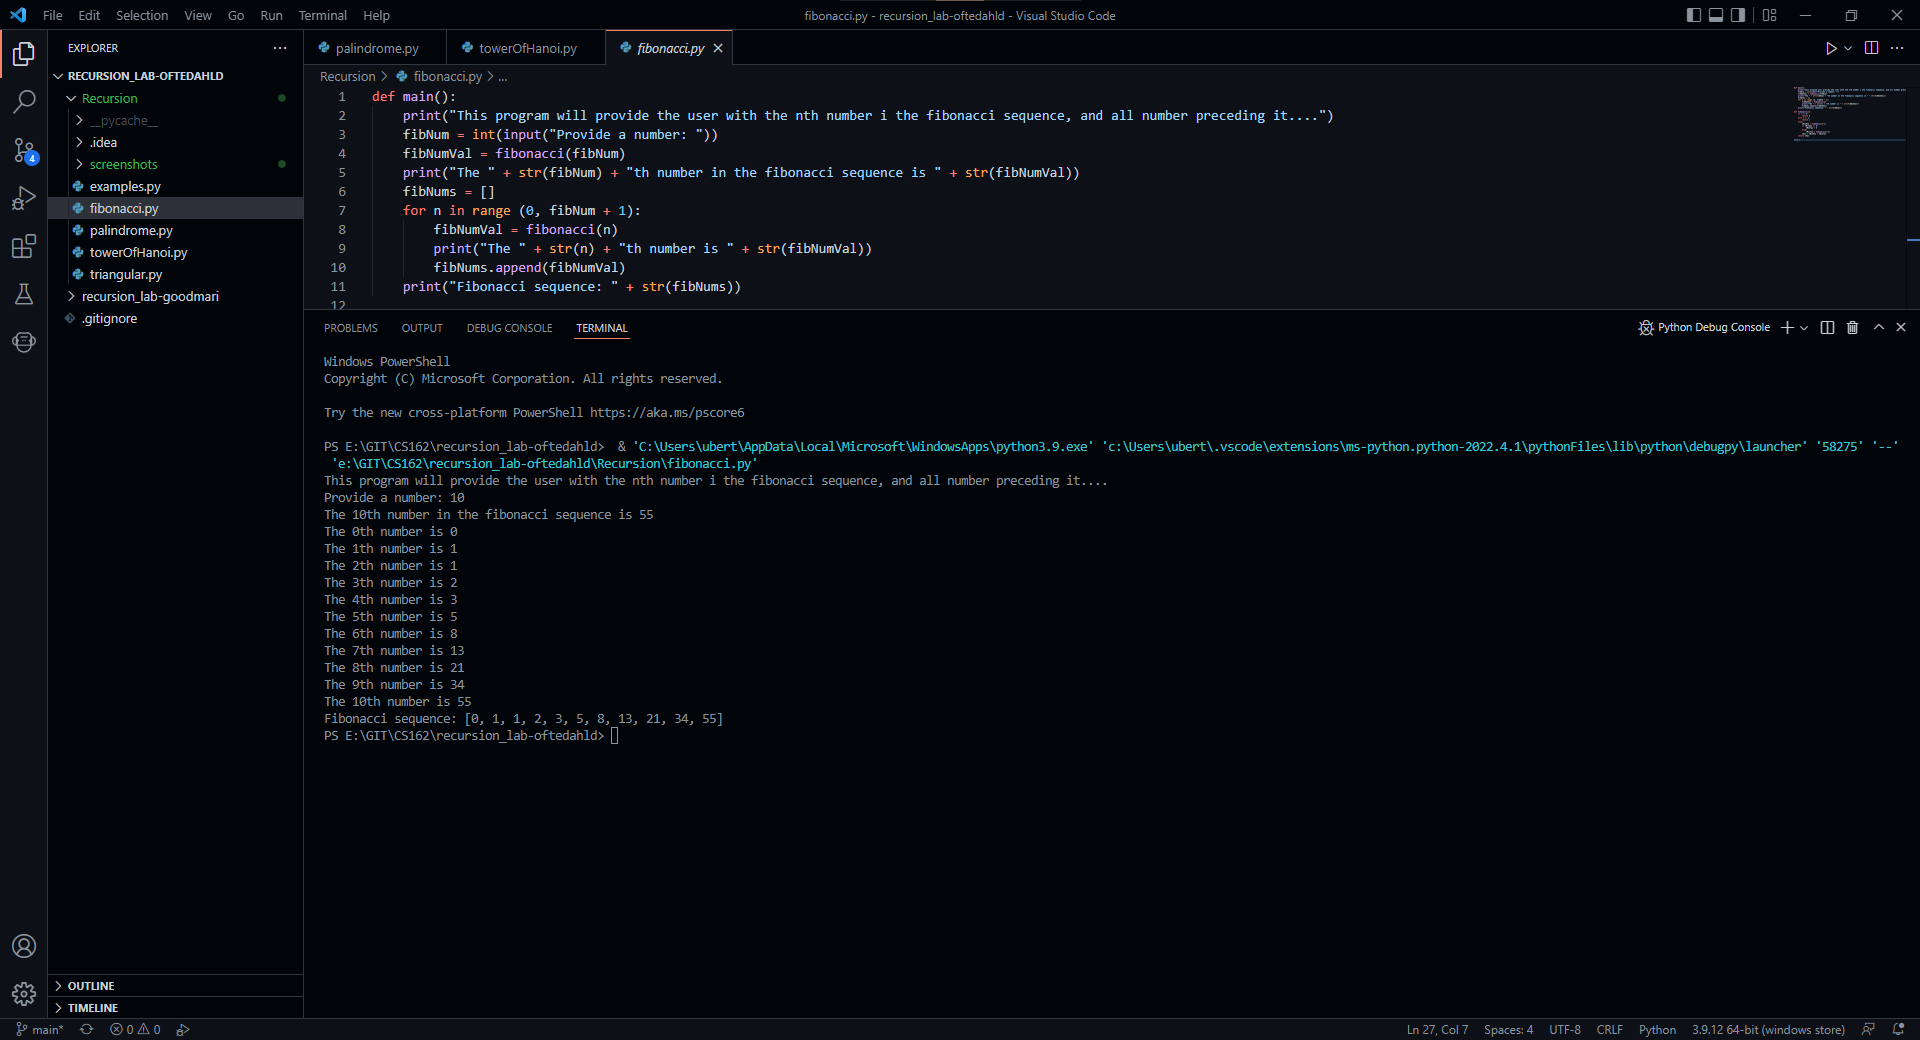 File Edit Selection View Go Run Terminal Help
fibonacci.py - recursion_lab-oftedahld - Visual Studio Code
EXPLORER
RECURSION_LAB-OFTEDAHLD
Recursion
__pycache__
.idea
screenshots
examples.py
fibonacci.py
palindrome.py
towerOfHanoi.py
triangular.py
recursion_lab-goodmari
.gitignore
4
OUTLINE
TIMELINE
palindrome.py towerOfHanoi.py fibonacci.py
Recursion > fibonacci.py > ...
1 def main():
2 print("This program will provide the user with the nth number i the fibonacci sequence, and all number preceding it....")
3 fibNum = int(input("Provide a number: "))
4 fibNumVal = fibonacci(fibNum)
5 print("The " + str(fibNum) + "th number in the fibonacci sequence is " + str(fibNumVal))
6 fibNums = []
7 for n in range (0, fibNum + 1):
8 fibNumVal = fibonacci(n)
9 print("The " + str(n) + "th number is " + str(fibNumVal))
10 fibNums.append(fibNumVal)
11 print("Fibonacci sequence: " + str(fibNums))
12
PROBLEMS OUTPUT DEBUG CONSOLE TERMINAL
Python Debug Console
Windows PowerShell
Copyright (C) Microsoft Corporation. All rights reserved.
Try the new cross-platform PowerShell https://aka.ms/pscore6
PS E:\GIT\CS162\recursion_lab-oftedahld>  & 'C:\Users\ubert\AppData\Local\Microsoft\WindowsApps\python3.9.exe' 'c:\Users\ubert\.vscode\extensions\ms-python.python-2022.4.1\pythonFiles\lib\python\debugpy\launcher' '58275' '--'
'e:\GIT\CS162\recursion_lab-oftedahld\Recursion\fibonacci.py'
This program will provide the user with the nth number i the fibonacci sequence, and all number preceding it....
Provide a number: 10
The 10th number in the fibonacci sequence is 55
The 0th number is 0
The 1th number is 1
The 2th number is 1
The 3th number is 2
The 4th number is 3
The 5th number is 5
The 6th number is 8
The 7th number is 13
The 8th number is 21
The 9th number is 34
The 10th number is 55
Fibonacci sequence: [0, 1, 1, 2, 3, 5, 8, 13, 21, 34, 55]
PS E:\GIT\CS162\recursion_lab-oftedahld>
main* 0 0
Ln 27, Col 7 Spaces: 4 UTF-8 CRLF Python 3.9.12 64-bit (windows store)